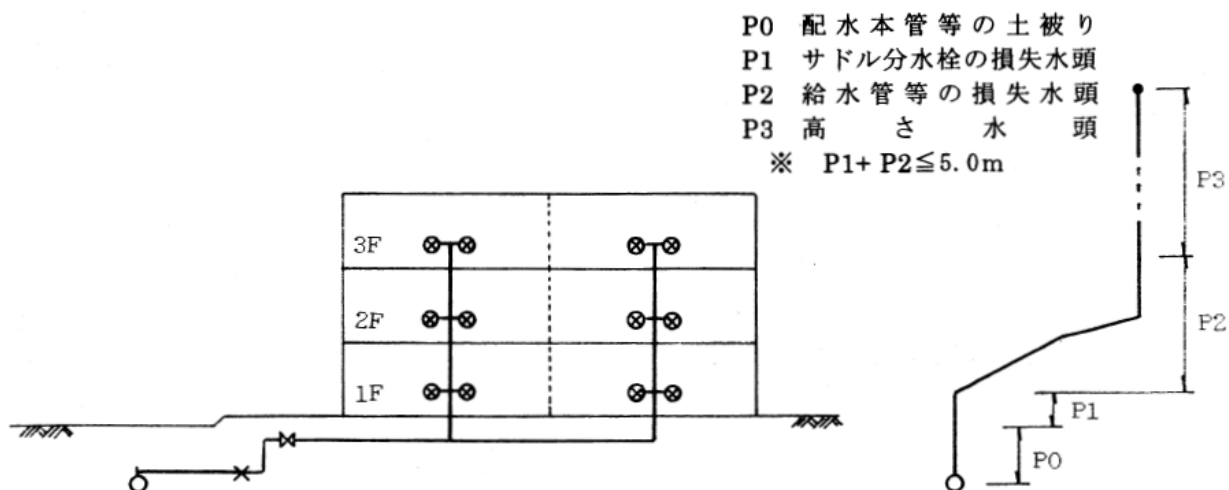 P0 配水本管等の土被り
P1 サドル分水栓の損失水頭
P2 給水管等の損失水頭
P3 高さ水頭
※ P1+P2≦5.0m
P3
3F
2F
P2
1F
P1
P0